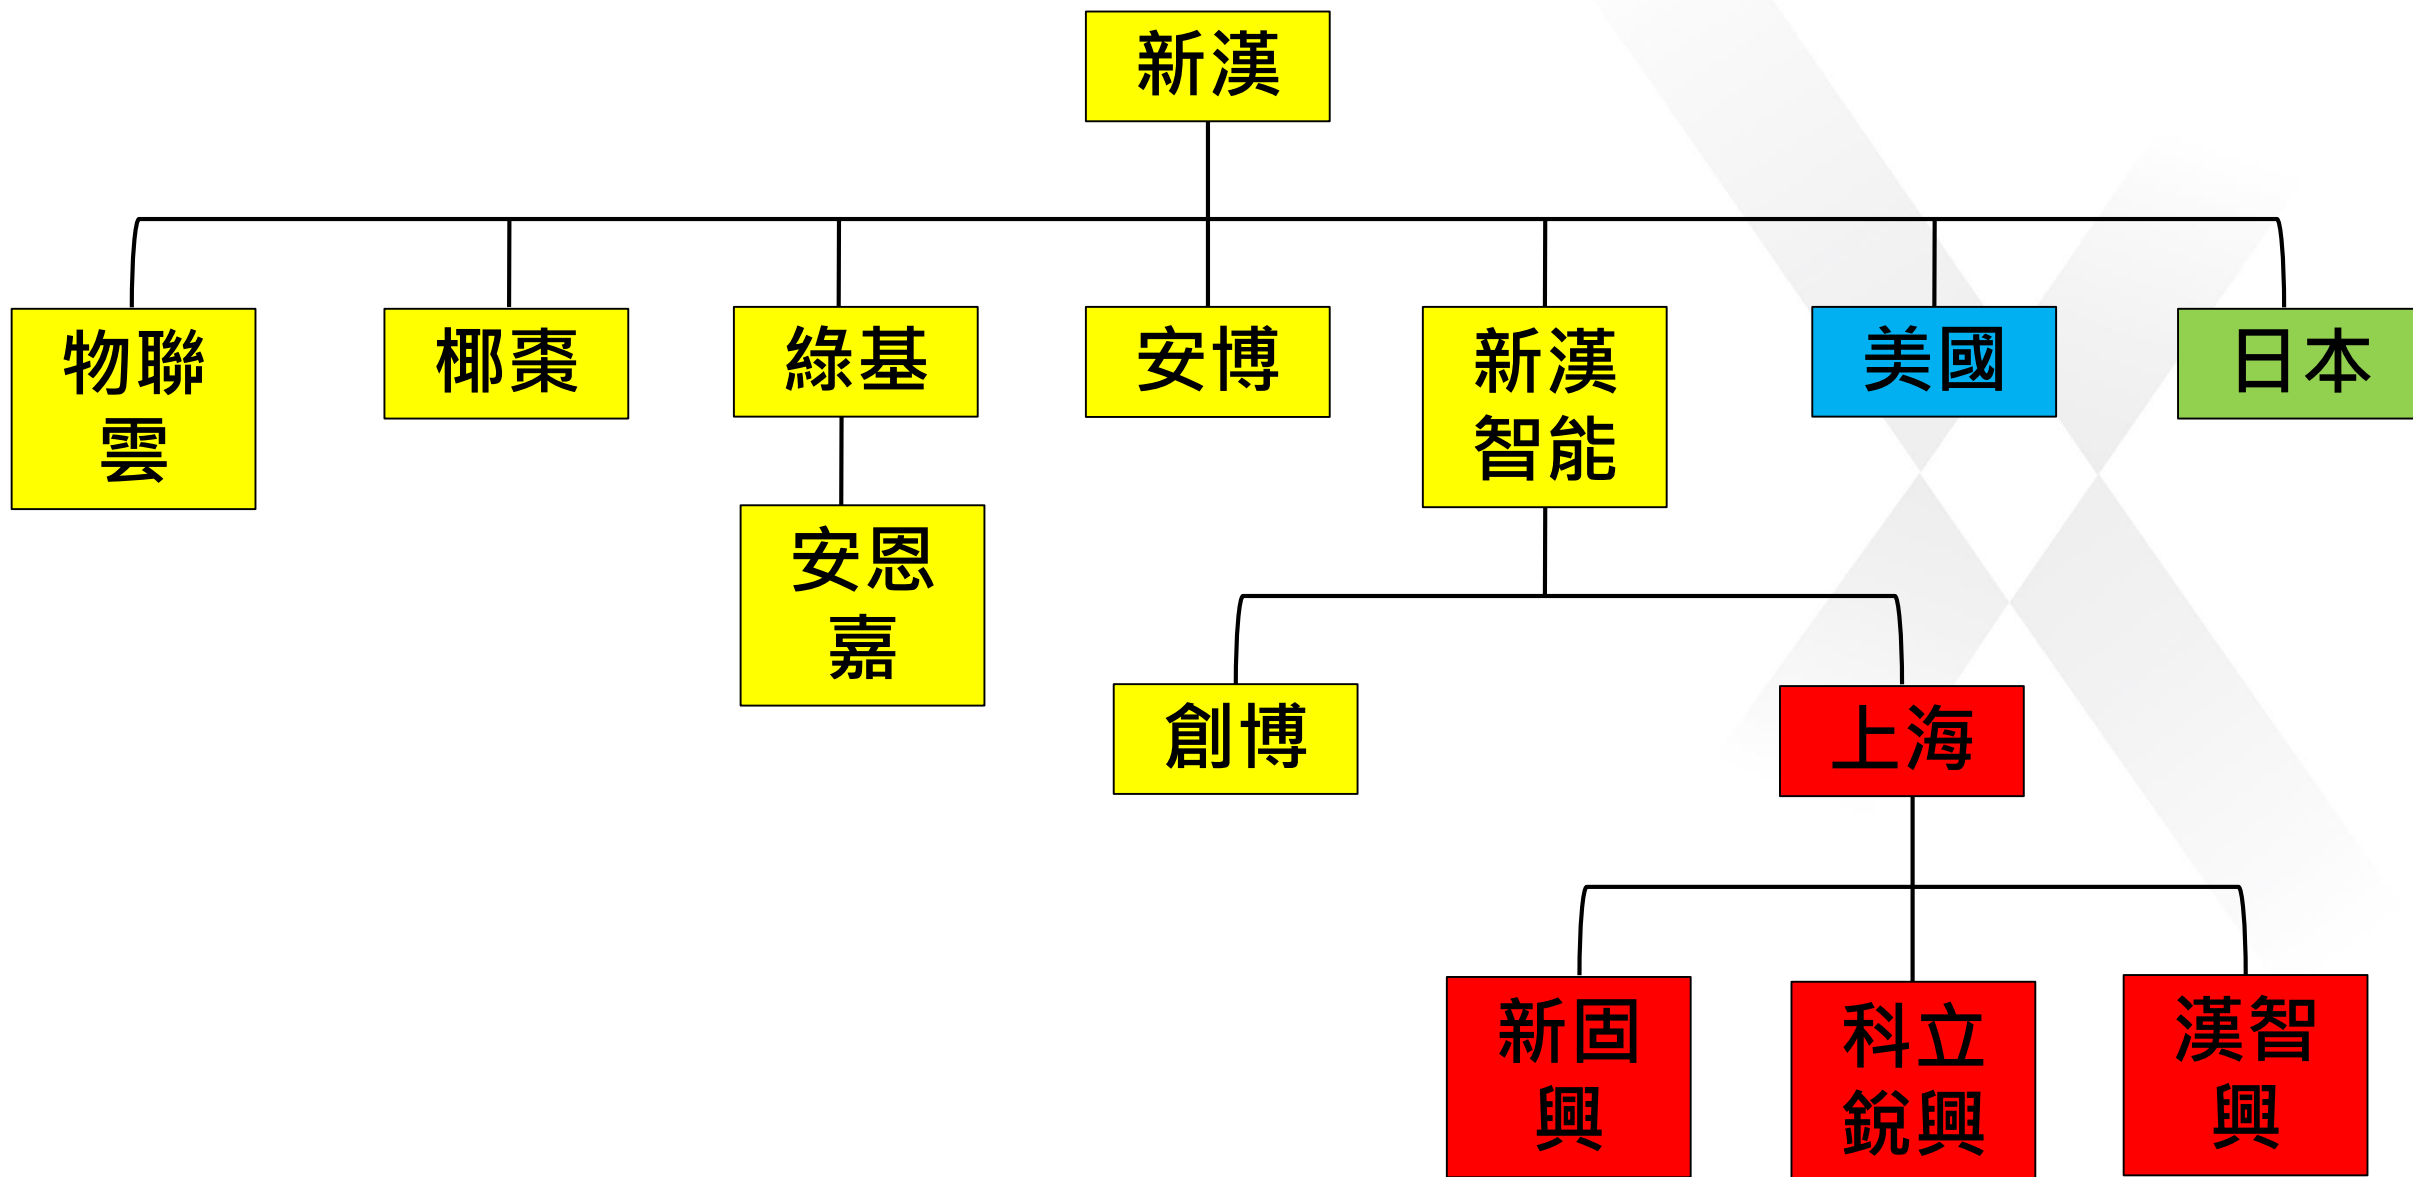 新漢
物聯
雲
椰棗
綠基
安博
新漢
智能
美國
日本
安恩
嘉
創博
上海
新固
興
科立
銳興
漢智
興